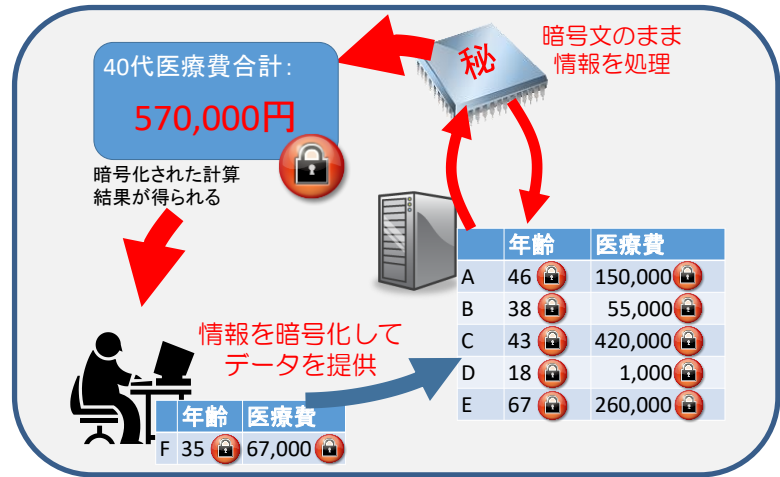 40代医療費合計:
570,000円
暗号化された計算
結果が得られる
秘
暗号文のまま
情報を処理
年齢 医療費
A 46 150,000
B 38 55,000
C 43 420,000
D 18 1,000
E 67 260,000
情報を暗号化して
データを提供
年齢 医療費
F 35 67,000